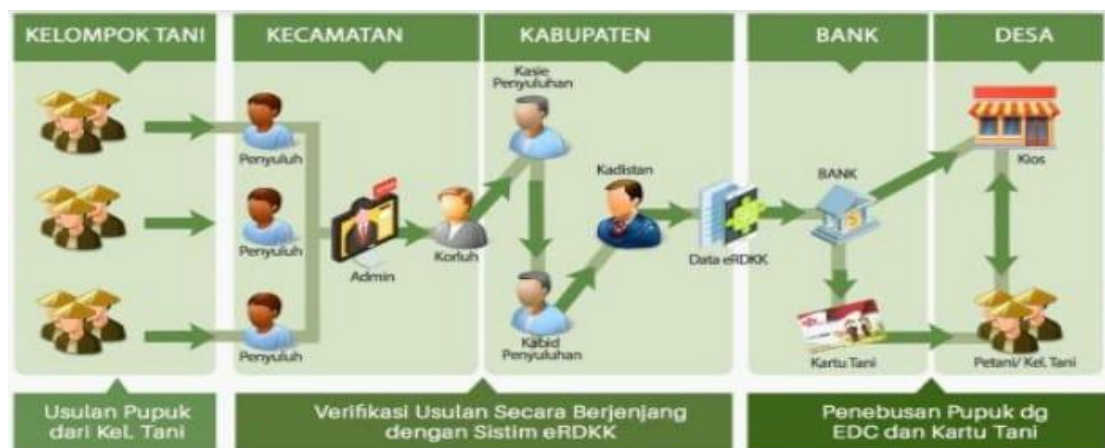 KELOMPOK TANI
KECAMATAN
KABUPATEN
BANK
DESA
Penyuluh
Penyuluh
Penyuluh
Admin
Korluh
Kasie
Penyuluhan
Kabid
Penyuluhan
Kadistan
Data eRDKK
BANK
Kartu Tani
Kios
Petani/ Kel. Tani
Usulan Pupuk
dari Kel. Tani
Verifikasi Usulan Secara Berjenjang
dengan Sistim eRDKK
Penebusan Pupuk dg
EDC dan Kartu Tani